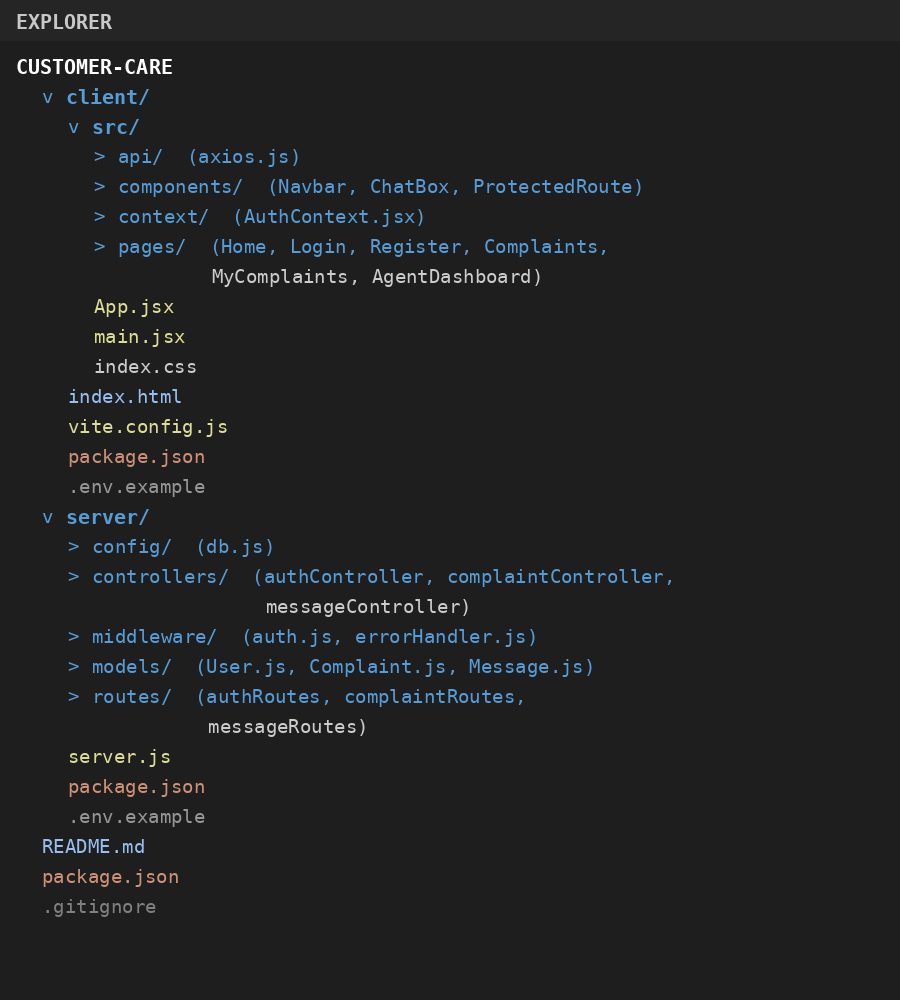 EXPLORER
CUSTOMER-CARE
v client/
v src/
> api/  (axios.js)
> components/  (Navbar, ChatBox, ProtectedRoute)
> context/  (AuthContext.jsx)
> pages/  (Home, Login, Register, Complaints,
MyComplaints, AgentDashboard)
App.jsx
main.jsx
index.css
index.html
vite.config.js
package.json
.env.example
v server/
> config/  (db.js)
> controllers/  (authController, complaintController,
messageController)
> middleware/  (auth.js, errorHandler.js)
> models/  (User.js, Complaint.js, Message.js)
> routes/  (authRoutes, complaintRoutes,
messageRoutes)
server.js
package.json
.env.example
README.md
package.json
.gitignore